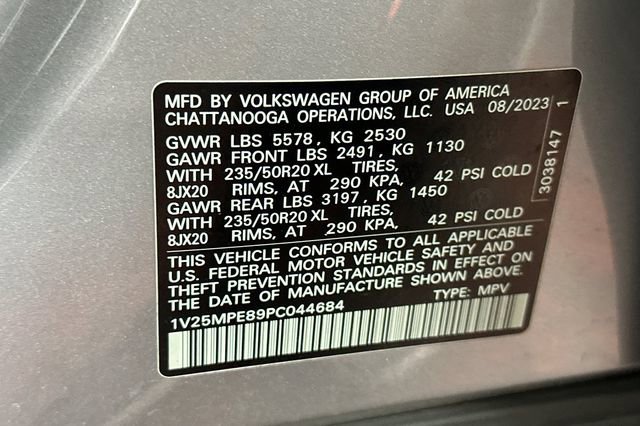 MFD BY VOLKSWAGEN GROUP OF AMERICA
CHATTANOOGA OPERATIONS, LLC. USA 08/2023
GVWR LBS 5578, KG 2530
GAWR FRONT LBS 2491, KG 1130
WITH 235/50R20 XL TIRES,
8JX20 RIMS, AT 290 KPA, 42 PSI COLD
GAWR REAR LBS 3197, KG 1450
WITH 235/50R20 XL TIRES,
8JX20 RIMS, AT 290 KPA, 42 PSI COLD
THIS VEHICLE CONFORMS TO ALL APPLICABLE
U.S. FEDERAL MOTOR VEHICLE SAFETY AND
THEFT PREVENTION STANDARDS IN EFFECT ON
THE DATE OF MANUFACTURE SHOWN ABOVE.
1V25MPE89PC044684 TYPE: MPV
3038147 1